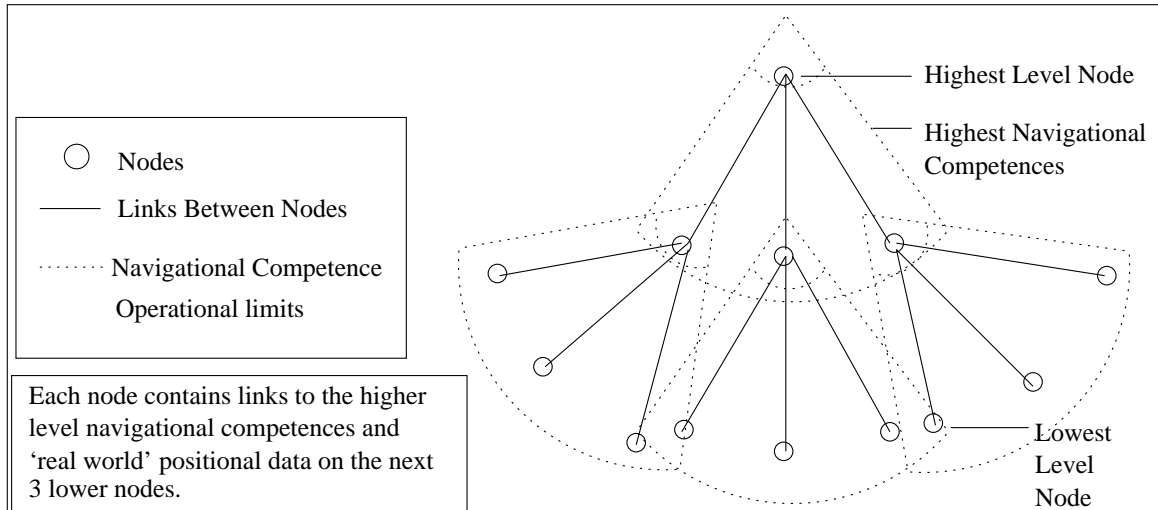 Highest Level Node
Highest Navigational
Competences
Nodes
Links Between Nodes
Navigational Competence
Operational limits
Each node contains links to the higher
level navigational competences and
‘real world’ positional data on the next
3 lower nodes.
Lowest
Level
Node